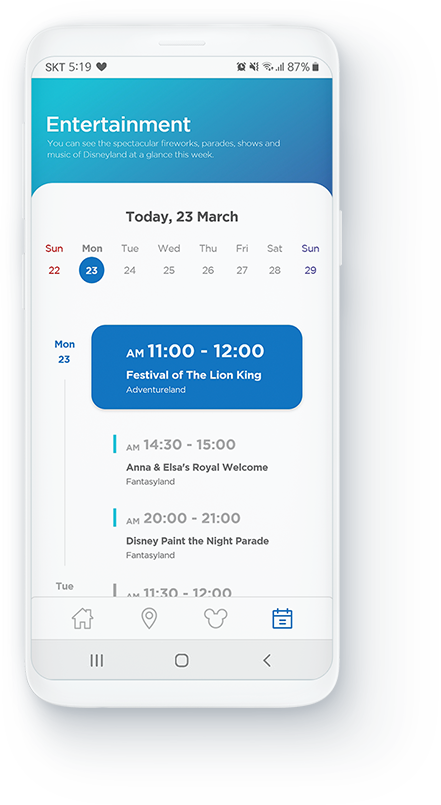 SKT 5:19 87%
Entertainment
You can see the spectacular fireworks, parades, shows and
music of Disneyland at a glance this week.
Today, 23 March
Sun Mon Tue Wed Thu Fri Sat Sun
22 23 24 25 26 27 28 29
Mon
23
AM 11:00 - 12:00
Festival of The Lion King
Adventureland
AM 14:30 - 15:00
Anna & Elsa's Royal Welcome
Fantasyland
AM 20:00 - 21:00
Disney Paint the Night Parade
Fantasyland
Tue
AM 11:30 - 12:00